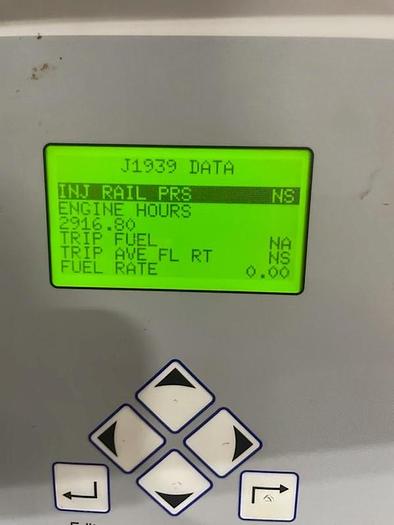 J1939 DATA
INJ RAIL PRS NS
ENGINE HOURS
2916.80
TRIP FUEL NA
TRIP AVE FL RT NS
FUEL RATE 0.00